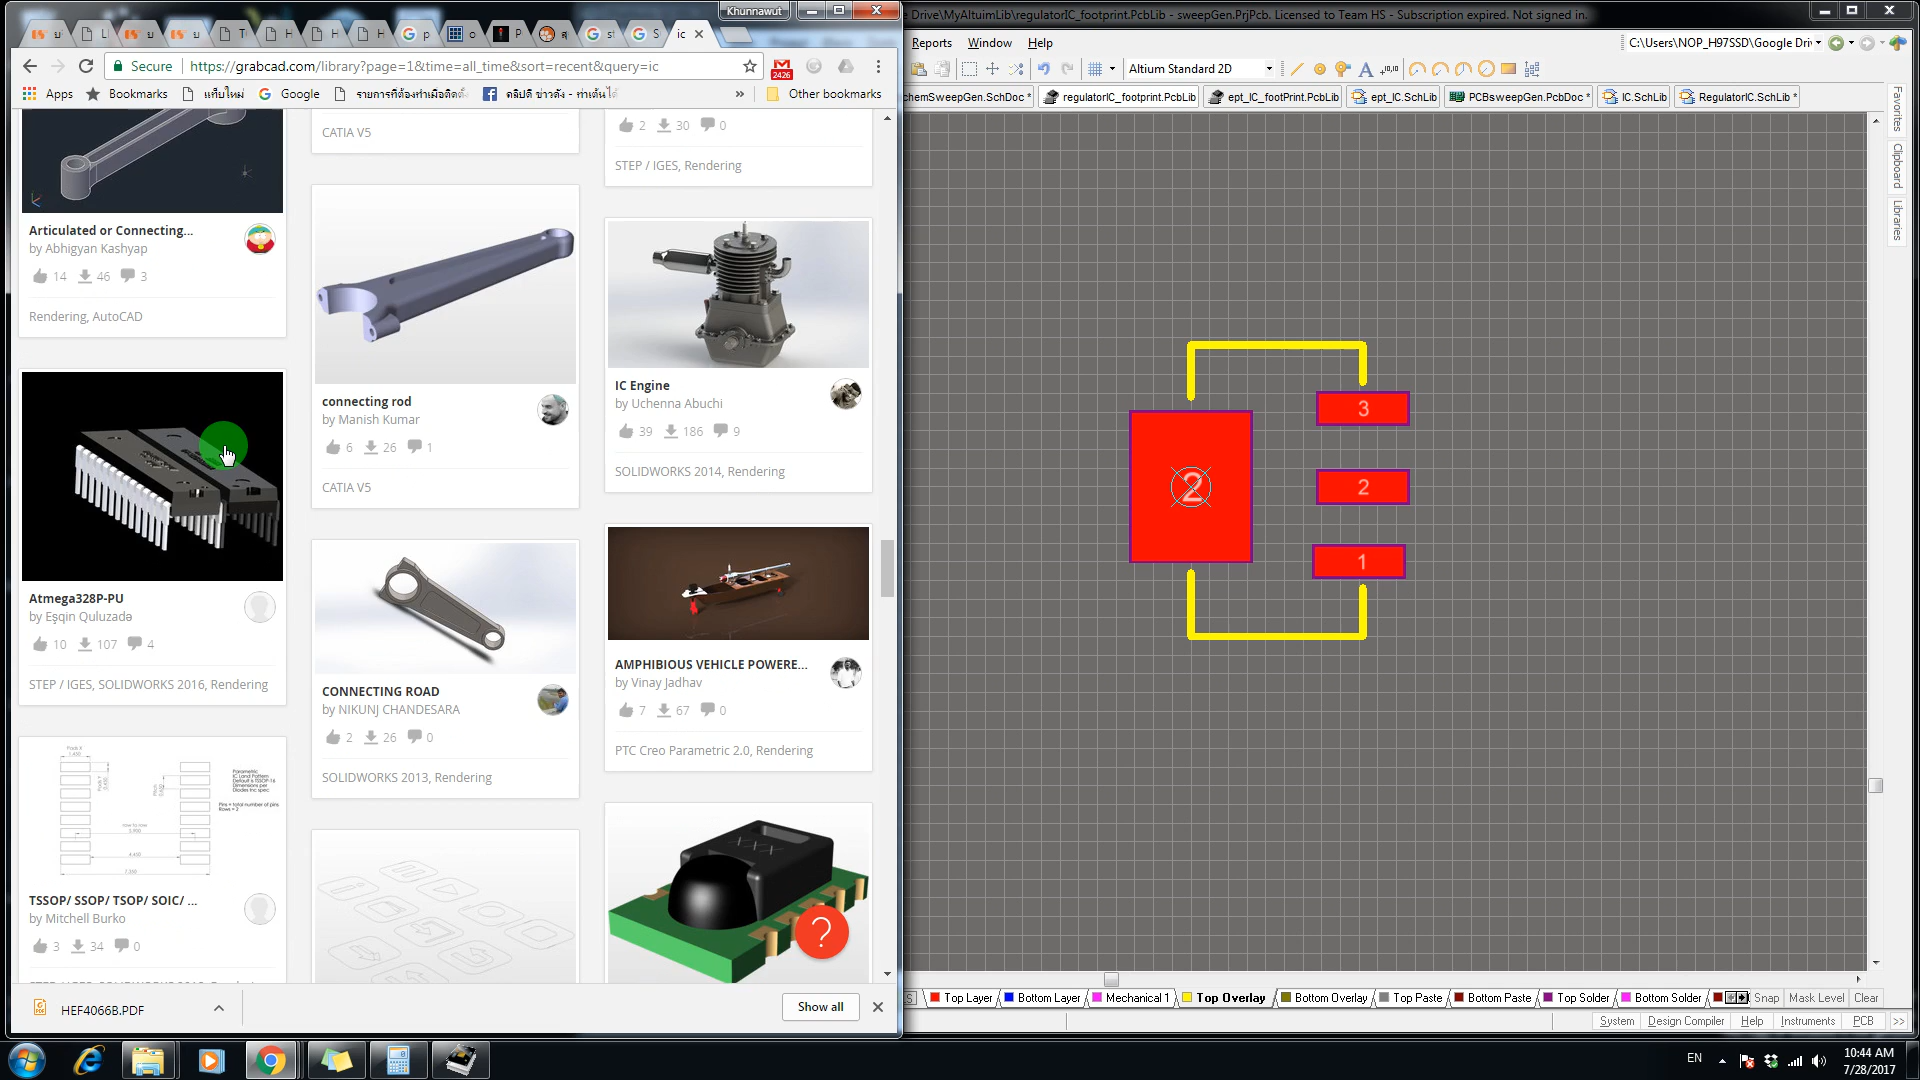 Khunnawut
e Drive\MyAltuimLib\regulatorIC_footprint.PcbLib - sweepGen.PrjPcb. Licensed to Team HS - Subscription expired. Not signed in.
ic
Secure
https://grabcad.com/library?page=1&time=all_time&sort=recent&query=ic
2426
Apps
Bookmarks
แท็บใหม่
Google
Other bookmarks
Reports
Window
Help
C:\Users\NOP_H97SSD\Google Dri
Altium Standard 2D
chemSweepGen.SchDoc *
regulatorIC_footprint.PcbLib
ept_IC_footPrint.PcbLib
ept_IC.SchLib
PCBsweepGen.PcbDoc *
IC.SchLib
RegulatorIC.SchLib *
Favorites
Clipboard
Libraries
Articulated or Connecting...
by Abhigyan Kashyap
14 46 3
Rendering, AutoCAD
Atmega328P-PU
by Eşqin Quluzadə
10 107 4
STEP / IGES, SOLIDWORKS 2016, Rendering
TSSOP/ SSOP/ TSOP/ SOIC/ ...
by Mitchell Burko
3 34 0
CATIA V5
connecting rod
by Manish Kumar
6 26 1
CATIA V5
CONNECTING ROAD
by NIKUNJ CHANDESARA
2 26 0
SOLIDWORKS 2013, Rendering
2 30 0
STEP / IGES, Rendering
IC Engine
by Uchenna Abuchi
39 186 9
SOLIDWORKS 2014, Rendering
AMPHIBIOUS VEHICLE POWERE...
by Vinay Jadhav
7 67 0
PTC Creo Parametric 2.0, Rendering
XXX
?
3
2
2
1
HEF4066B.PDF
Show all
Top Layer
Bottom Layer
Mechanical 1
Top Overlay
Bottom Overlay
Top Paste
Bottom Paste
Top Solder
Bottom Solder
Snap
Mask Level
Clear
System
Design Compiler
Help
Instruments
PCB
>>
EN
10:44 AM
7/28/2017